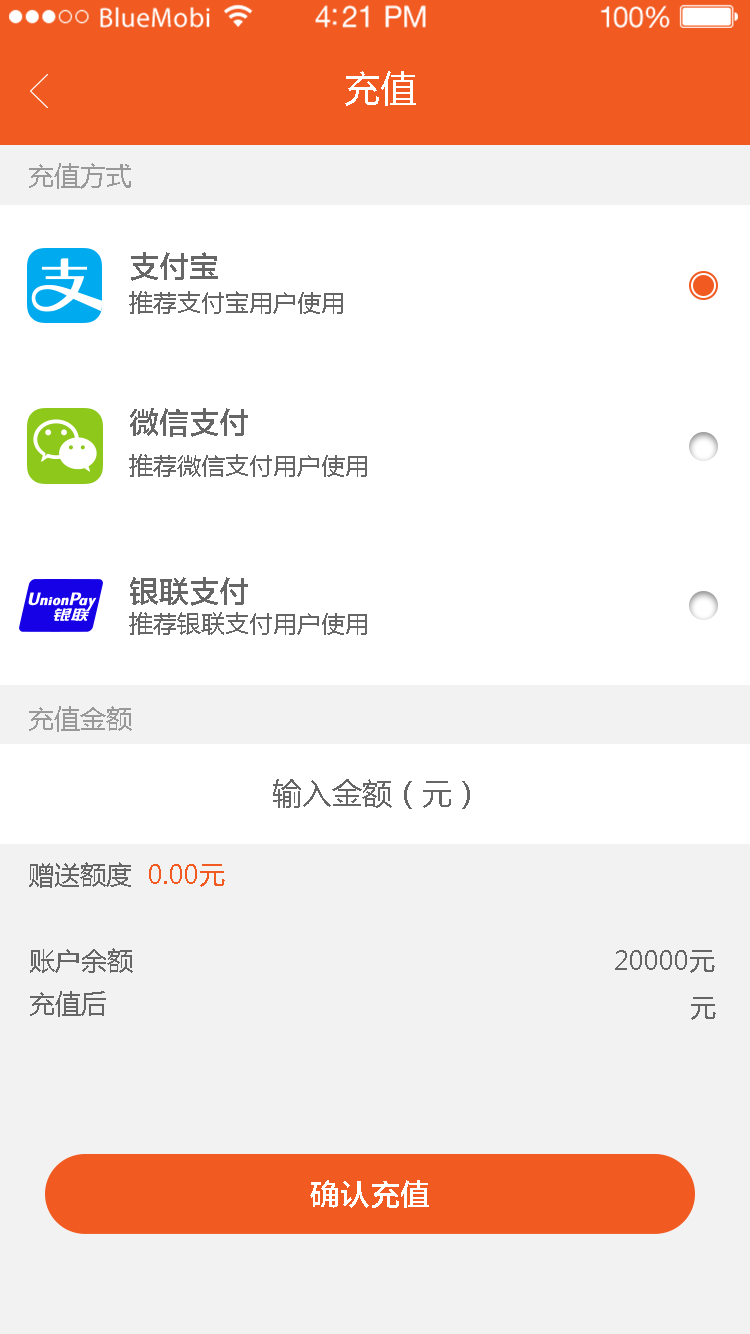 BlueMobi 4:21 PM 100%
充值
充值方式
支
支付宝
推荐支付宝用户使用
微信支付
推荐微信支付用户使用
UnionPay
银联
银联支付
推荐银联支付用户使用
充值金额
输入金额（元）
赠送额度 0.00元
账户余额 20000元
充值后 元
确认充值